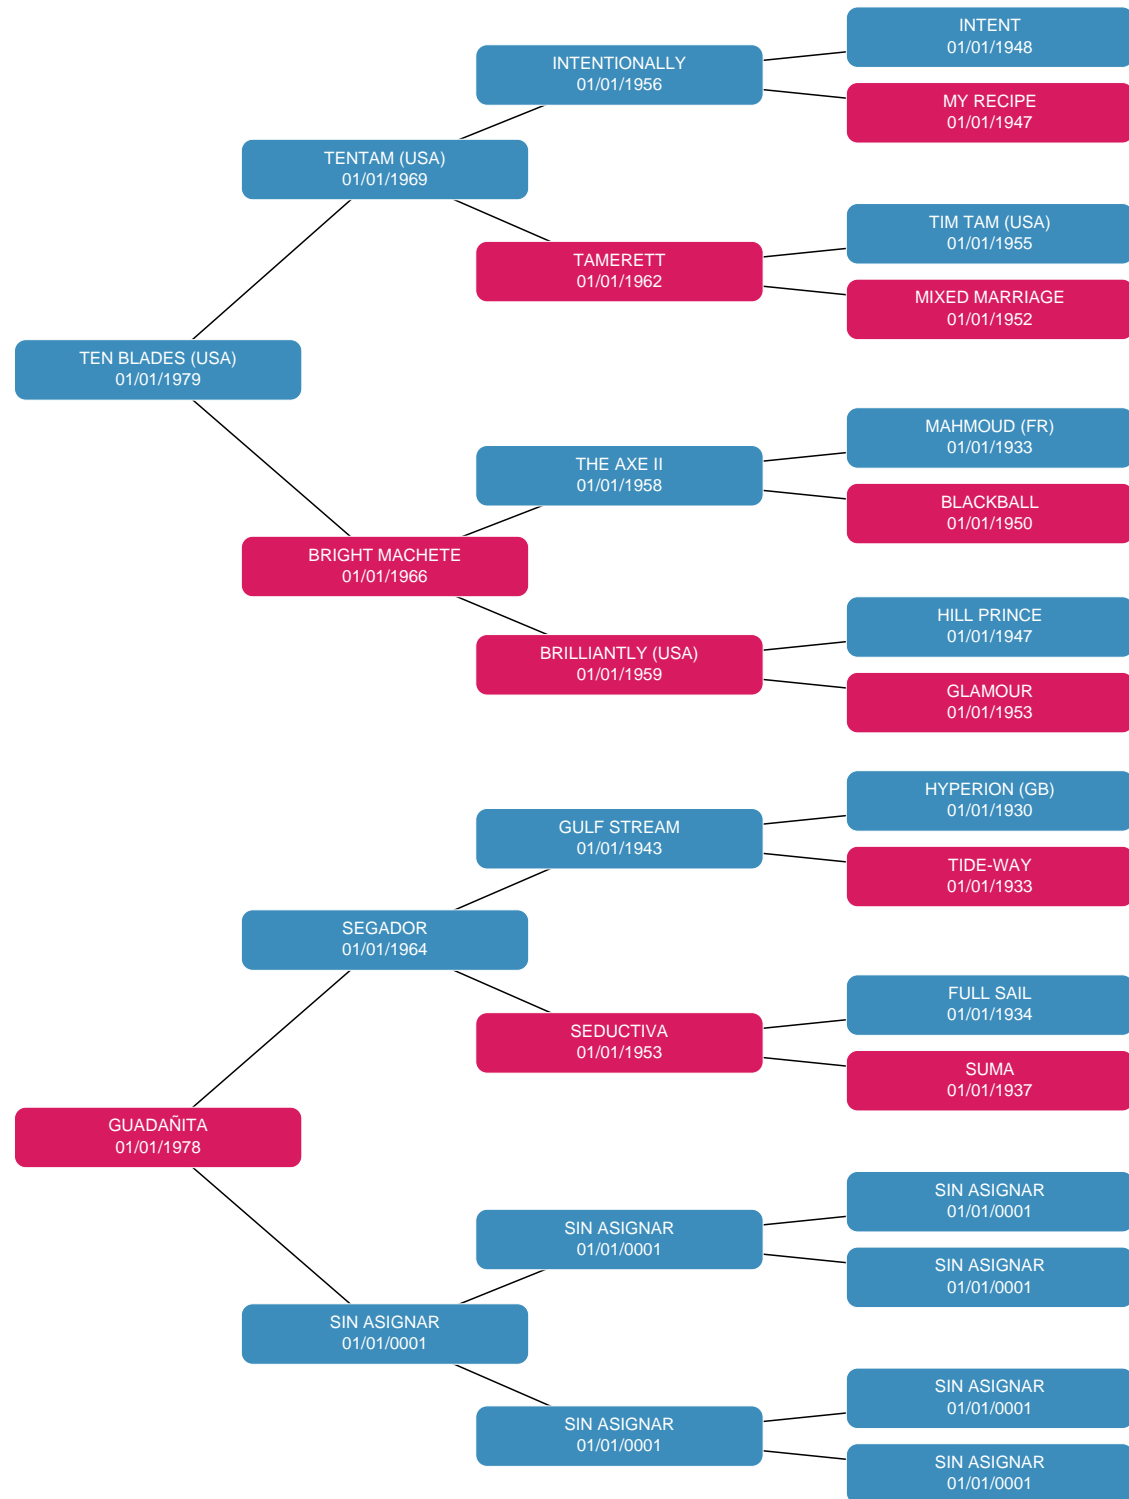 INTENT
01/01/1948
INTENTIONALLY
01/01/1956
MY RECIPE
01/01/1947
TENTAM (USA)
01/01/1969
TIM TAM (USA)
01/01/1955
TAMERETT
01/01/1962
MIXED MARRIAGE
01/01/1952
TEN BLADES (USA)
01/01/1979
MAHMOUD (FR)
01/01/1933
THE AXE II
01/01/1958
BLACKBALL
01/01/1950
BRIGHT MACHETE
01/01/1966
HILL PRINCE
01/01/1947
BRILLIANTLY (USA)
01/01/1959
GLAMOUR
01/01/1953
HYPERION (GB)
01/01/1930
GULF STREAM
01/01/1943
TIDE-WAY
01/01/1933
SEGADOR
01/01/1964
FULL SAIL
01/01/1934
SEDUCTIVA
01/01/1953
SUMA
01/01/1937
GUADAÑITA
01/01/1978
SIN ASIGNAR
01/01/0001
SIN ASIGNAR
01/01/0001
SIN ASIGNAR
01/01/0001
SIN ASIGNAR
01/01/0001
SIN ASIGNAR
01/01/0001
SIN ASIGNAR
01/01/0001
SIN ASIGNAR
01/01/0001